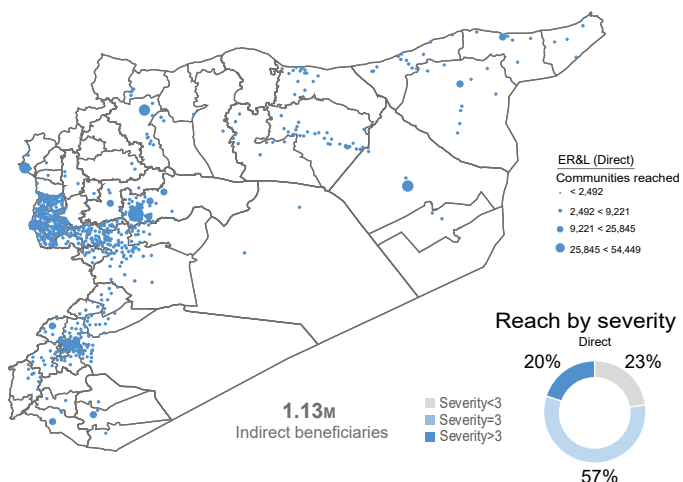 ER&L (Direct)
Communities reached
< 2,492
2,492 < 9,221
9,221 < 25,845
25,845 < 54,449
Reach by severity
Direct
20%
23%
57%
Severity<3
Severity=3
Severity>3
1.13M
Indirect beneficiaries